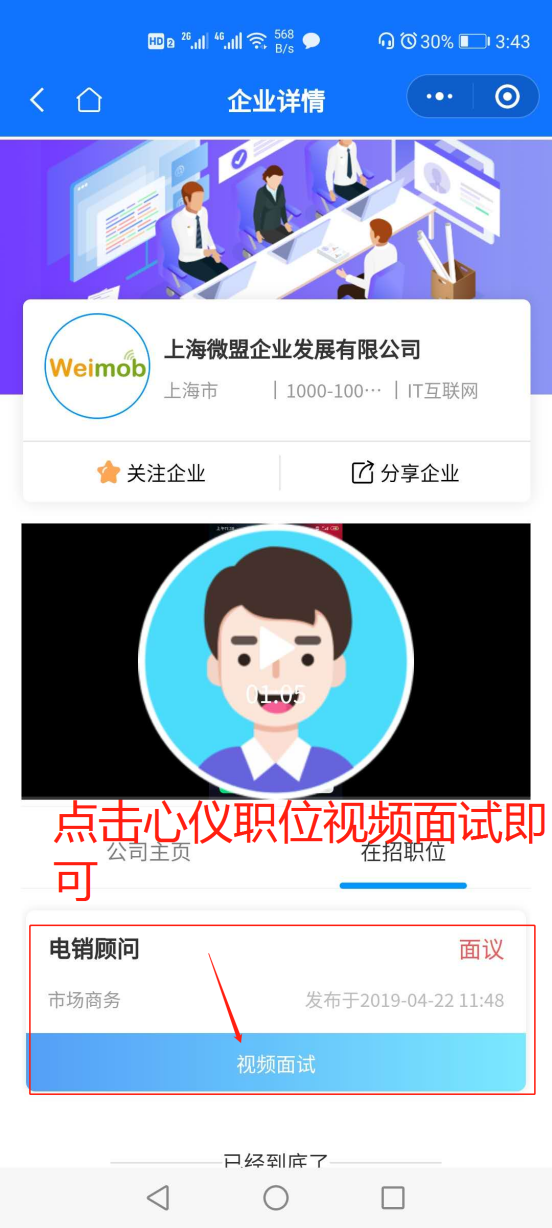 HD 2 2G 4G 568 B/s 30% 3:43
企业详情
Weimob
上海微盟企业发展有限公司
上海市 | 1000-100··· | IT互联网
关注企业 分享企业
01:05
点击心仪职位视频面试即
可
公司主页 在招职位
电销顾问 面议
市场商务 发布于2019-04-22 11:48
视频面试
已经到底了